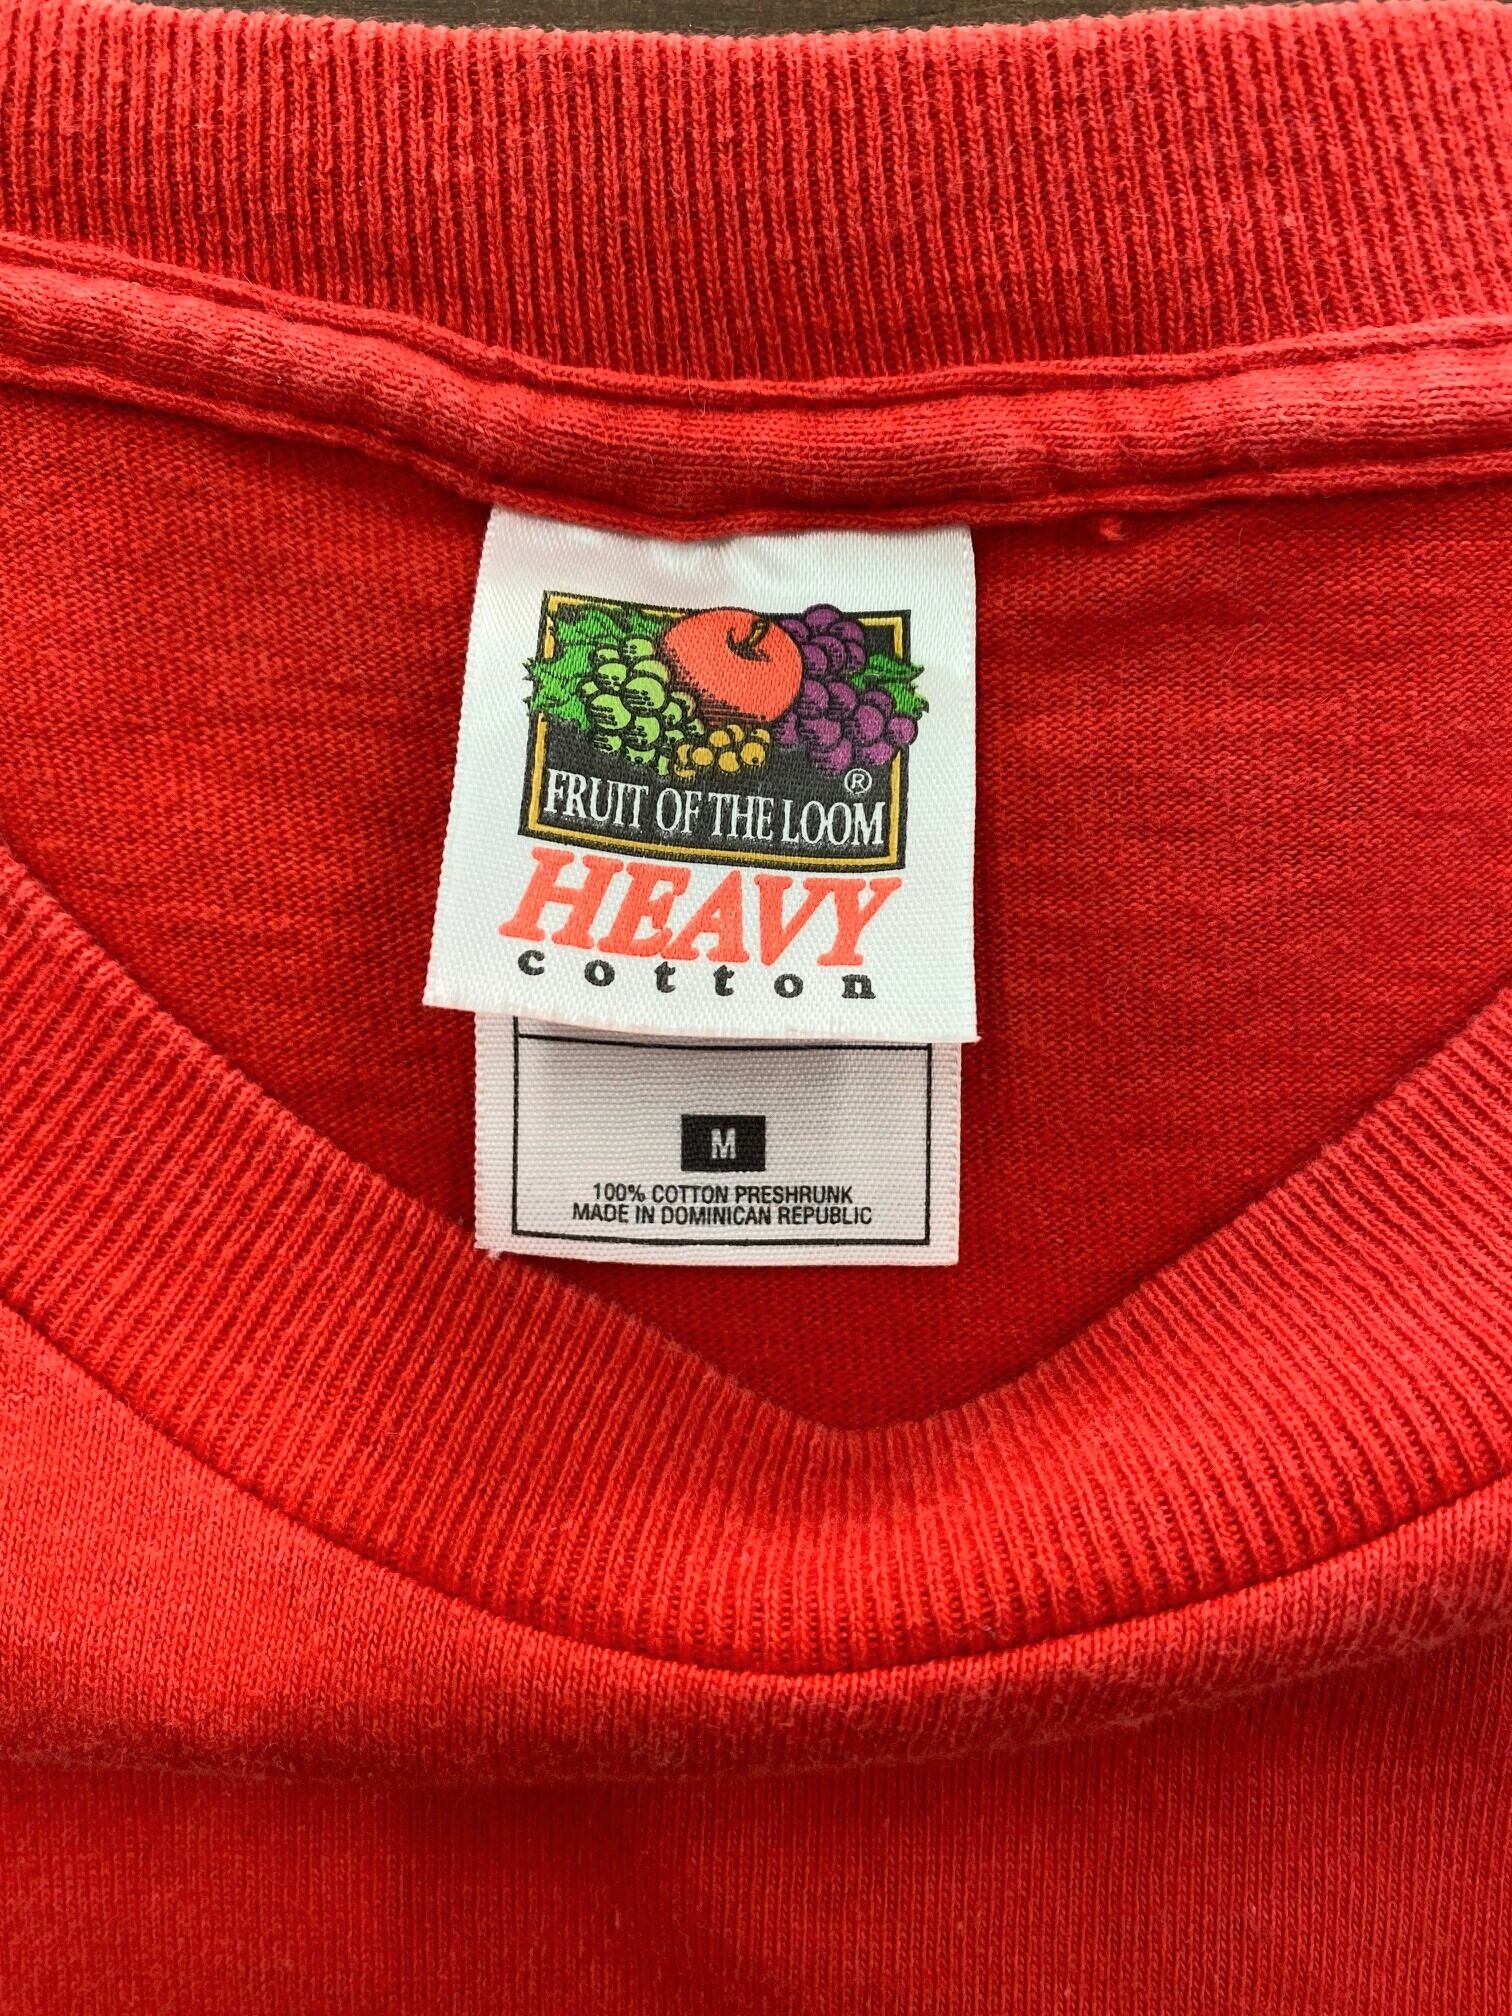 ®
FRUIT OF THE LOOM
HEAVY
cotton
M
100% COTTON PRESHRUNK
MADE IN DOMINICAN REPUBLIC